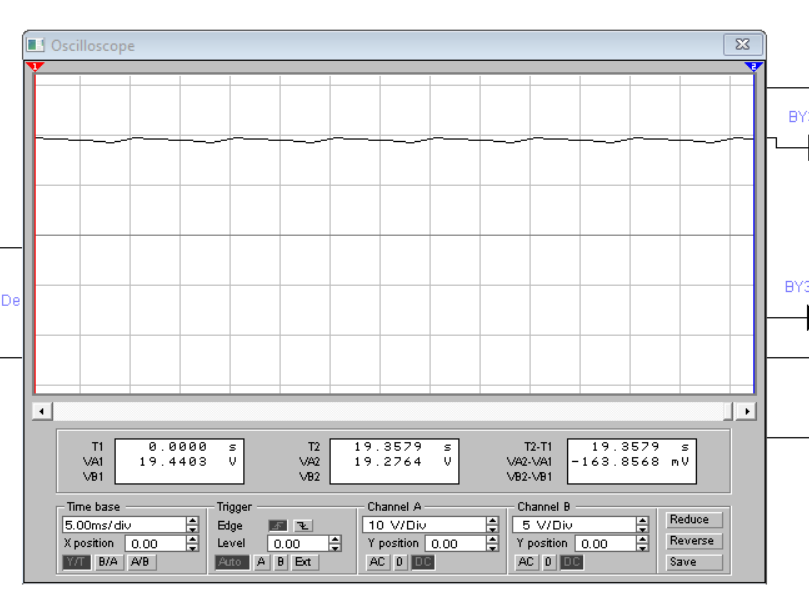 Oscilloscope
1 2
BY3
De
BY3
T1 0.0000 s T2 19.3579 s T2-T1 19.3579 s
VA1 19.4403 V VA2 19.2764 V VA2-VA1 -163.8568 mV
VB1 VB2 VB2-VB1
Time base Trigger Channel A Channel B
5.00ms/div Edge 10 V/Div 5 V/Div Reduce
X position 0.00 Level 0.00 Y position 0.00 Y position 0.00 Reverse
Y/T B/A A/B Auto A B Ext AC 0 DC AC 0 DC Save